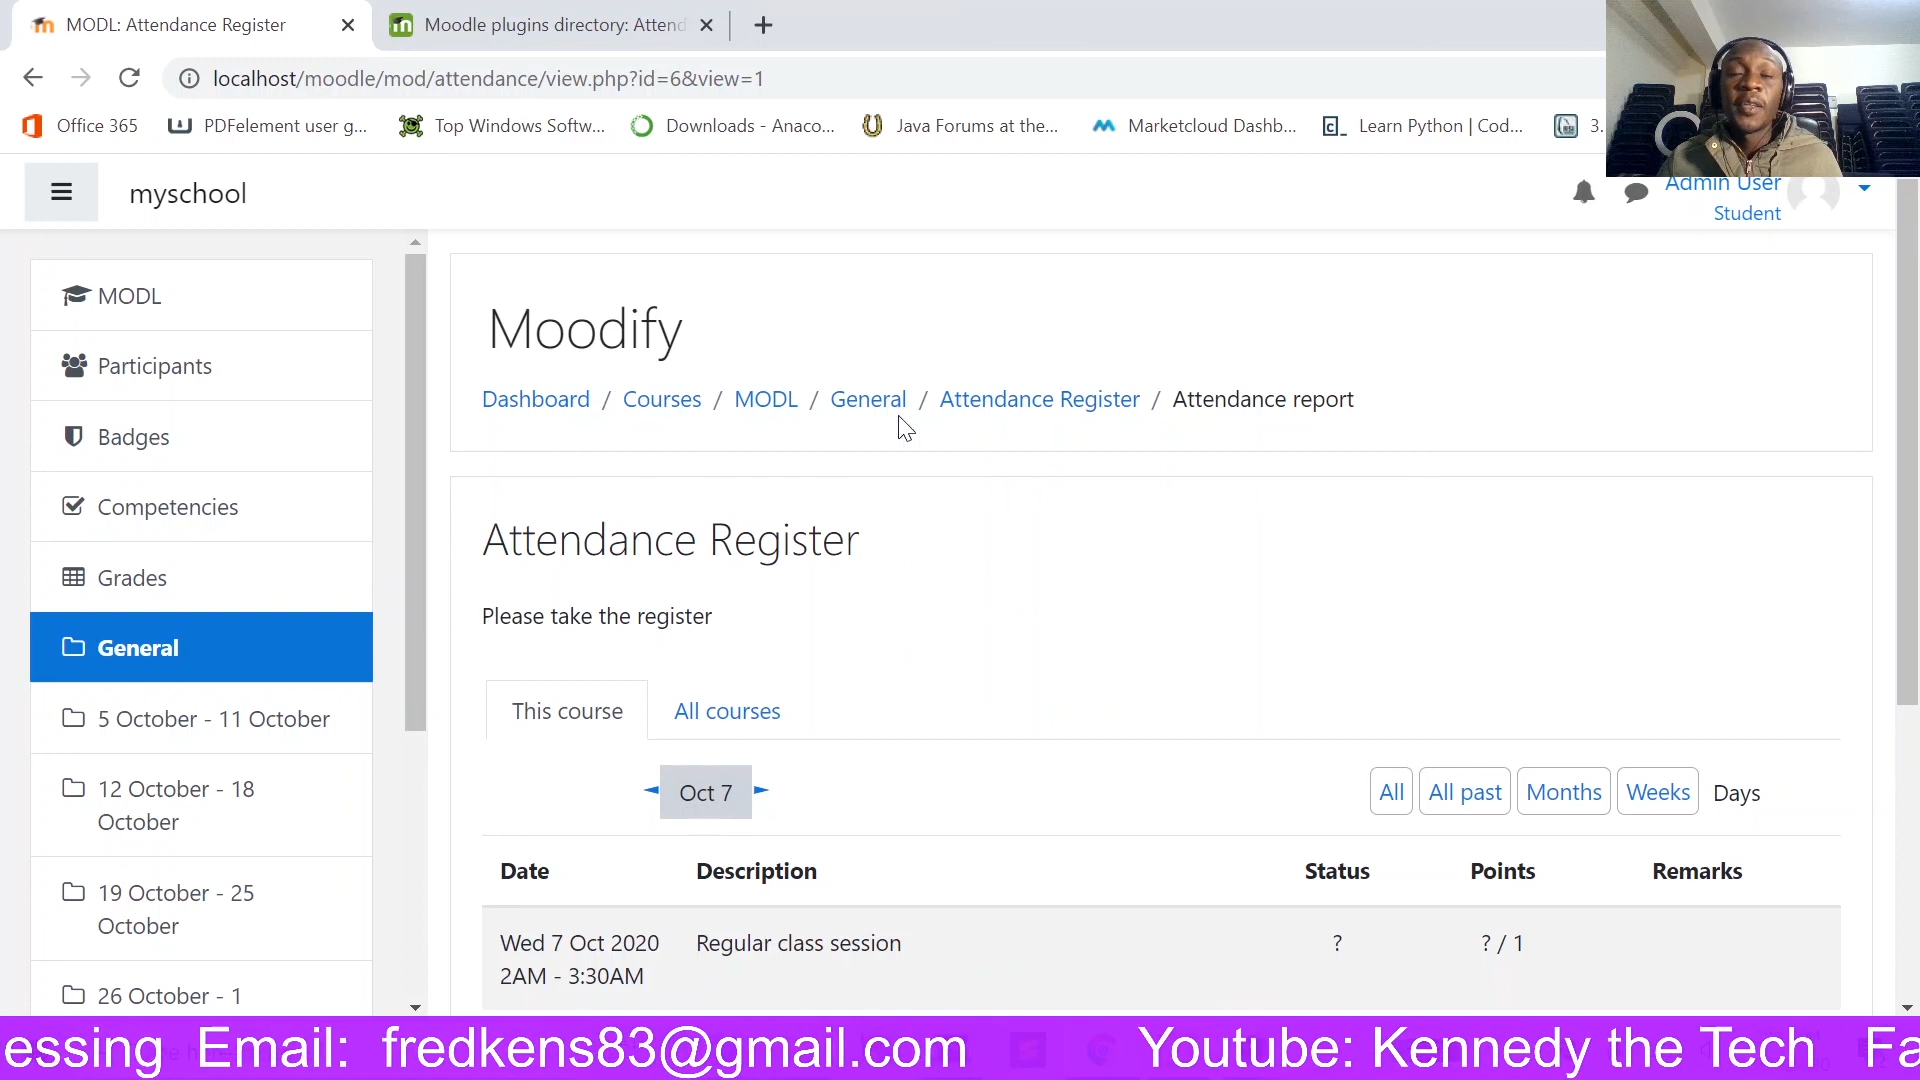 MODL: Attendance Register
Moodle plugins directory: Attend
localhost/moodle/mod/attendance/view.php?id=6&view=1
Office 365
PDFelement user g...
Top Windows Softw...
Downloads - Anaco...
Java Forums at the...
Marketcloud Dashb...
Learn Python | Cod...
3.
myschool
Admin User
Student
MODL
Participants
Badges
Competencies
Grades
General
5 October - 11 October
12 October - 18
October
19 October - 25
October
26 October - 1
Moodify
Dashboard / Courses / MODL / General / Attendance Register / Attendance report
Attendance Register
Please take the register
This course
All courses
Oct 7
All
All past
Months
Weeks
Days
Date Description Status Points Remarks
Wed 7 Oct 2020 Regular class session ? ? / 1
2AM - 3:30AM
essing Email: fredkens83@gmail.com Youtube: Kennedy the Tech Fa